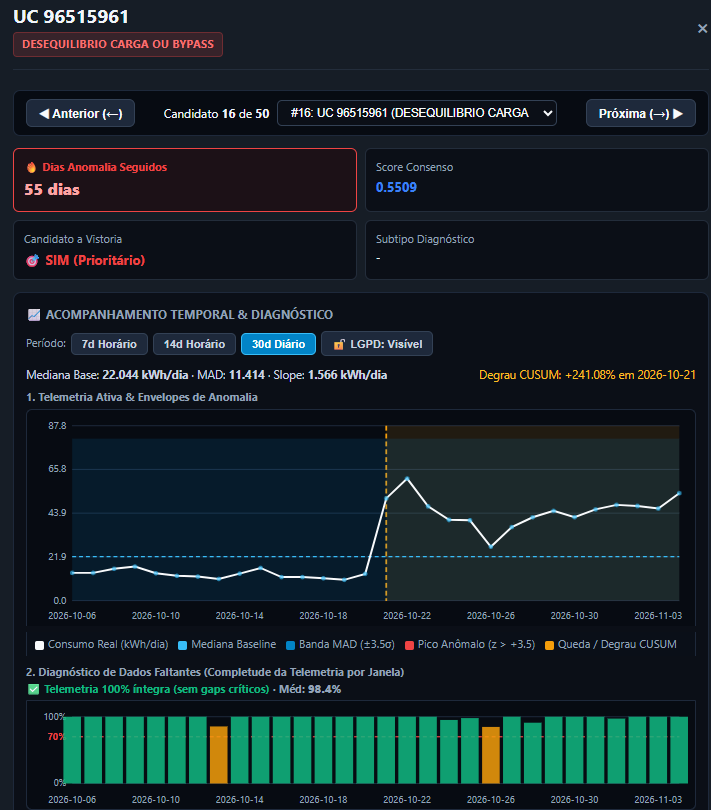 UC 96515961
×
DESEQUILIBRIO CARGA OU BYPASS
◀ Anterior (←)
Candidato 16 de 50
#16: UC 96515961 (DESEQUILIBRIO CARGA
Próxima (→) ▶
🔥 Dias Anomalia Seguidos
55 dias
Score Consenso
0.5509
Candidato a Vistoria
🎯 SIM (Prioritário)
Subtipo Diagnóstico
-
📈 ACOMPANHAMENTO TEMPORAL & DIAGNÓSTICO
Período: 7d Horário 14d Horário 30d Diário 🔓 LGPD: Visível
Mediana Base: 22.044 kWh/dia · MAD: 11.414 · Slope: 1.566 kWh/dia
Degrau CUSUM: +241.08% em 2026-10-21
1. Telemetria Ativa & Envelopes de Anomalia
87.8
65.8
43.9
21.9
0.0
2026-10-06 2026-10-10 2026-10-14 2026-10-18 2026-10-22 2026-10-26 2026-10-30 2026-11-03
Consumo Real (kWh/dia) Mediana Baseline Banda MAD (±3.5σ) Pico Anômalo (z > +3.5) Queda / Degrau CUSUM
2. Diagnóstico de Dados Faltantes (Completude da Telemetria por Janela)
✅ Telemetria 100% íntegra (sem gaps críticos) · Méd: 98.4%
100%
70%
0%
2026-10-06 2026-10-10 2026-10-14 2026-10-18 2026-10-22 2026-10-26 2026-10-30 2026-11-03